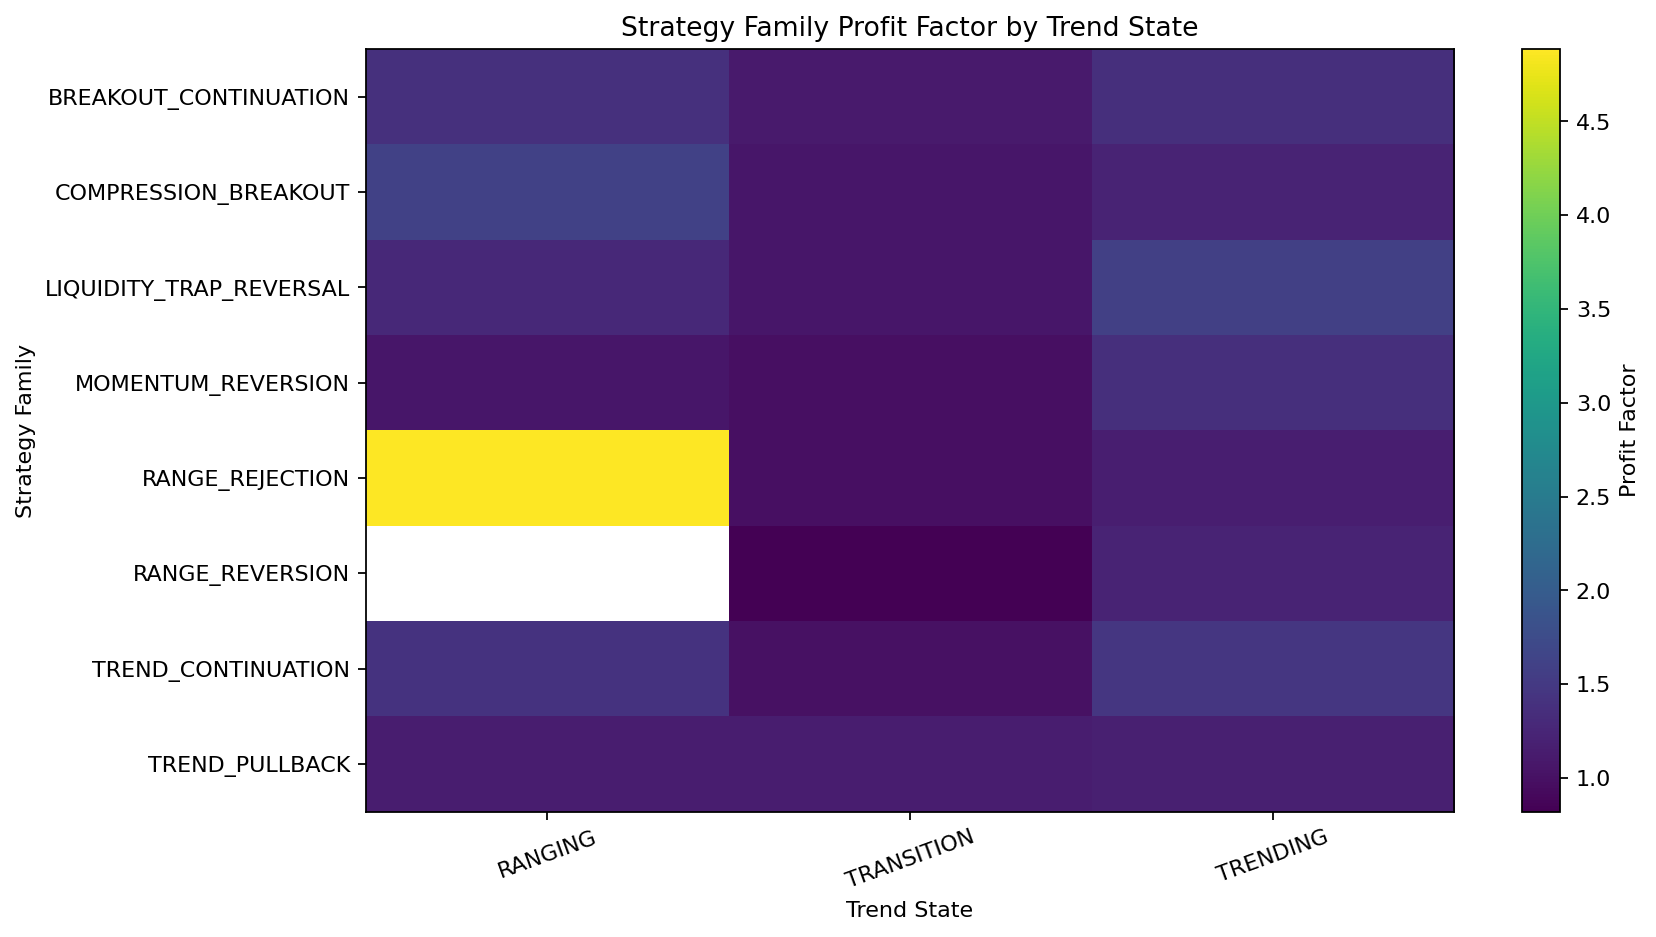 Strategy Family Profit Factor by Trend State
Strategy Family
BREAKOUT_CONTINUATION
COMPRESSION_BREAKOUT
LIQUIDITY_TRAP_REVERSAL
MOMENTUM_REVERSION
RANGE_REJECTION
RANGE_REVERSION
TREND_CONTINUATION
TREND_PULLBACK
RANGING
TRANSITION
TRENDING
Trend State
4.5
4.0
3.5
3.0
2.5
2.0
1.5
1.0
Profit Factor